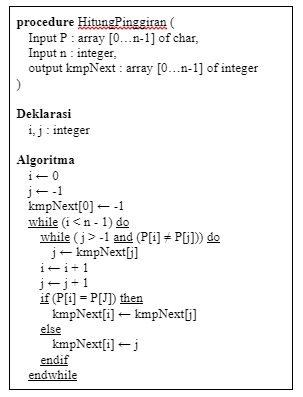 procedure HitungPinggiran (
Input P : array [0…n-1] of char,
Input n : integer,
output kmpNext : array [0…n-1] of integer
)
Deklarasi
i, j : integer
Algoritma
i ← 0
j ← -1
kmpNext[0] ← -1
while (i < n - 1) do
while ( j > -1 and (P[i] ≠ P[j])) do
j ← kmpNext[j]
i ← i + 1
j ← j + 1
if (P[i] = P[J]) then
kmpNext[i] ← kmpNext[j]
else
kmpNext[i] ← j
endif
endwhile